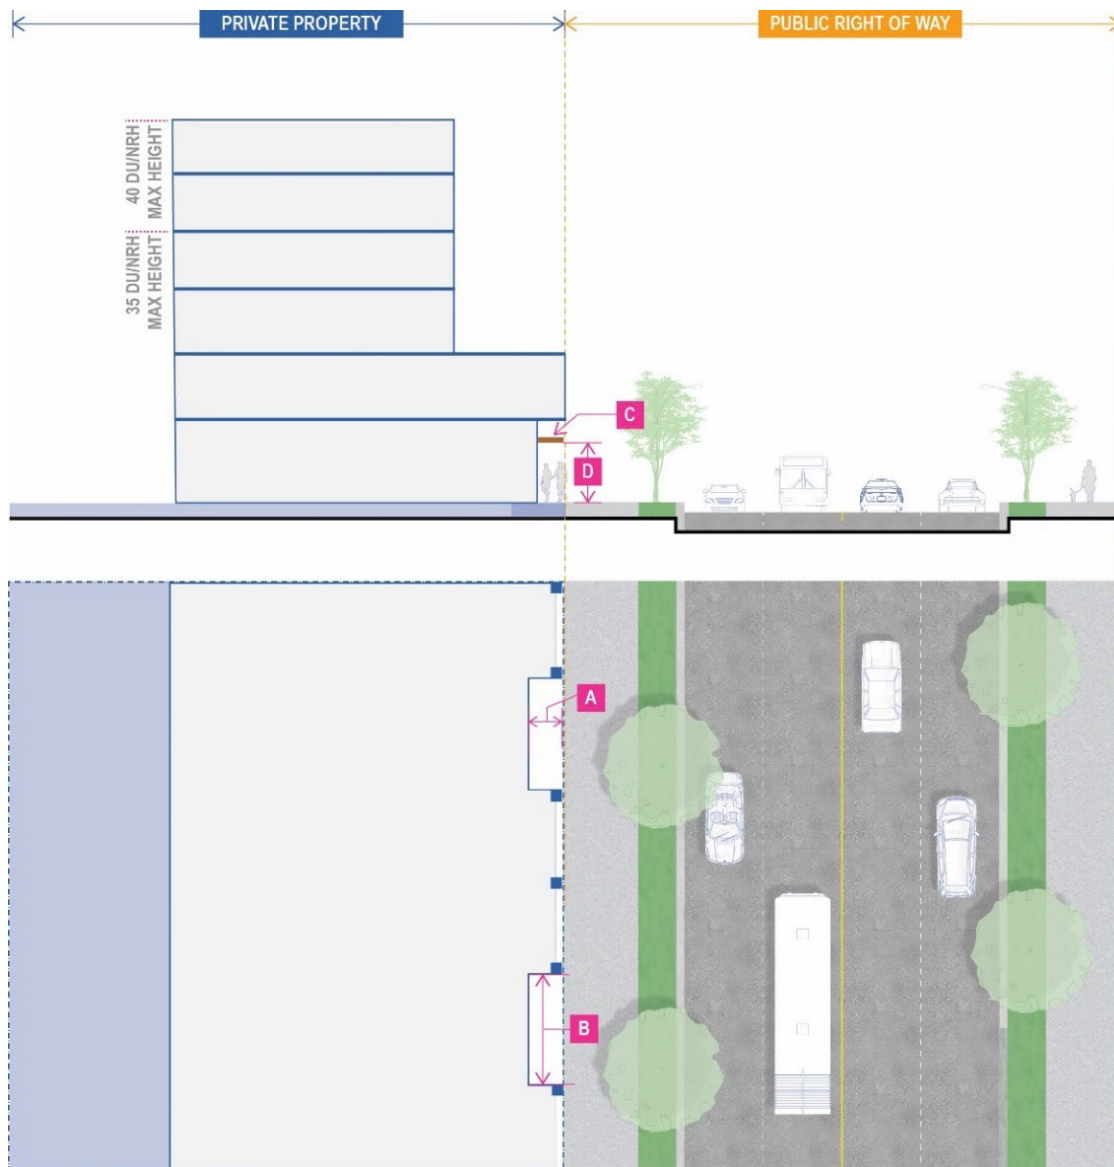 PRIVATE PROPERTY
PUBLIC RIGHT OF WAY
40 DU/NRH
MAX HEIGHT
35 DU/NRH
MAX HEIGHT
C
D
A
B